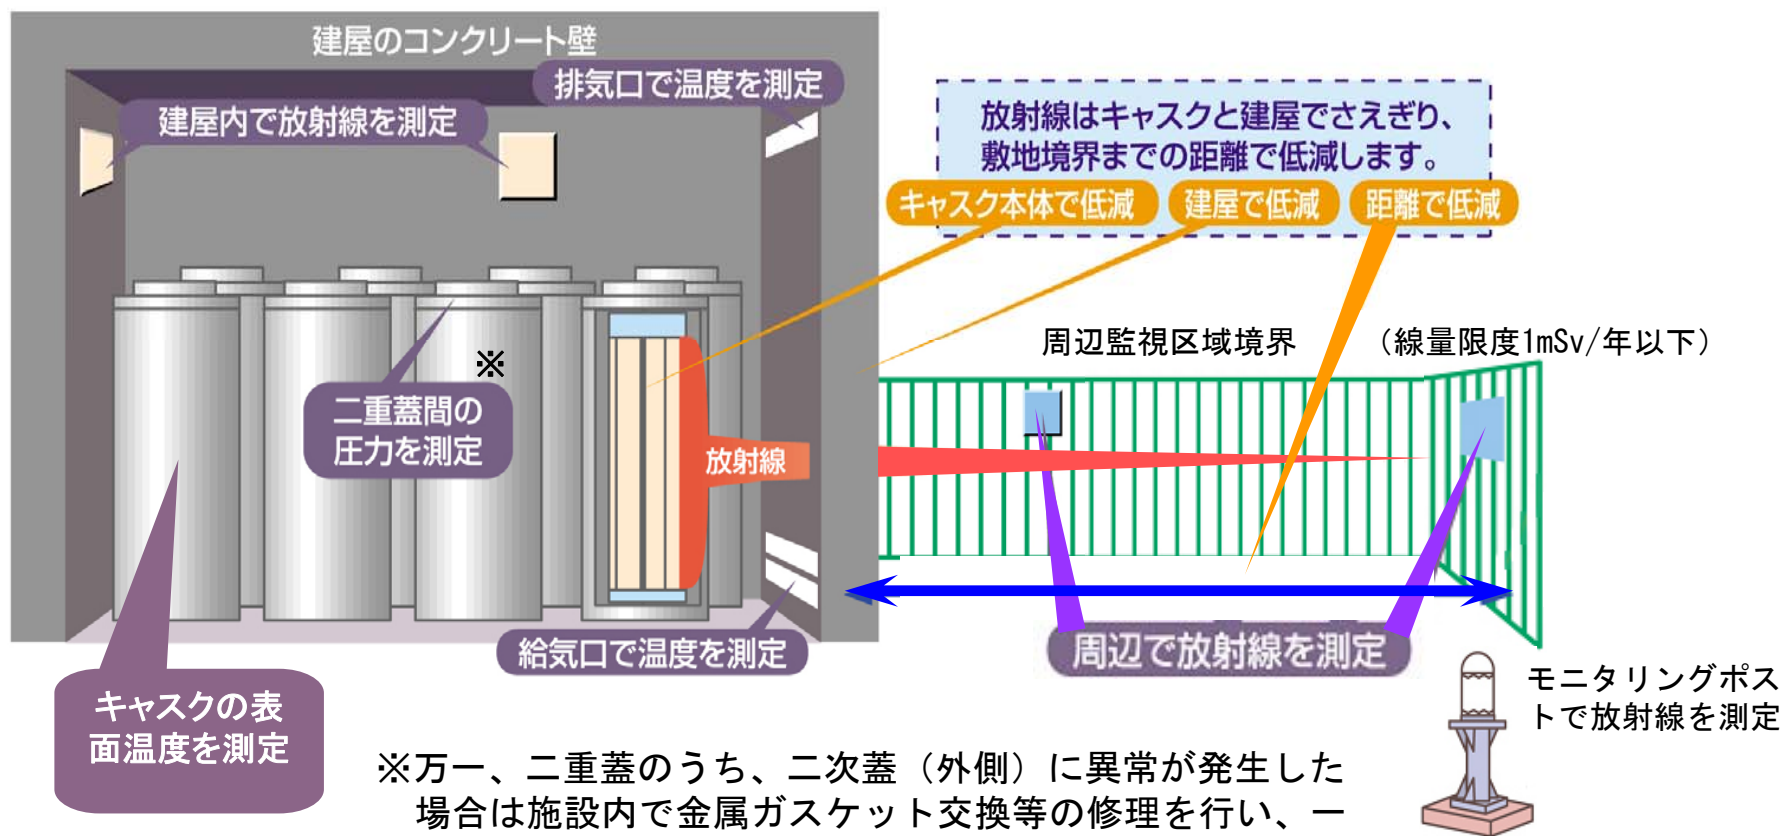 建屋のコンクリート壁
排気口で温度を測定
建屋内で放射線を測定
放射線はキャスクと建屋でさえぎり、
敷地境界までの距離で低減します。
キャスク本体で低減
建屋で低減
距離で低減
周辺監視区域境界
(線量限度1mSv/年以下)
※
二重蓋間の
圧力を測定
放射線
給気口で温度を測定
周辺で放射線を測定
キャスクの表
面温度を測定
モニタリングポス
トで放射線を測定
※万一、二重蓋のうち、二次蓋(外側)に異常が発生した
場合は施設内で金属ガスケット交換等の修理を行い、一